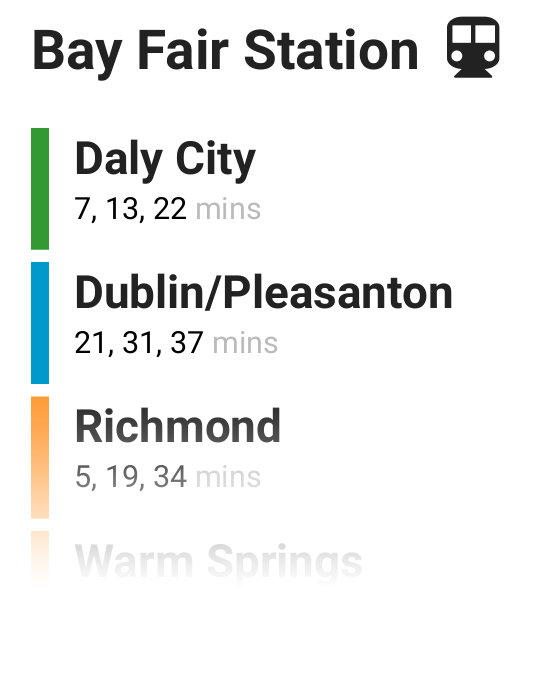 Bay Fair Station
Daly City
7, 13, 22 mins
Dublin/Pleasanton
21, 31, 37 mins
Richmond
5, 19, 34 mins
Warm Springs